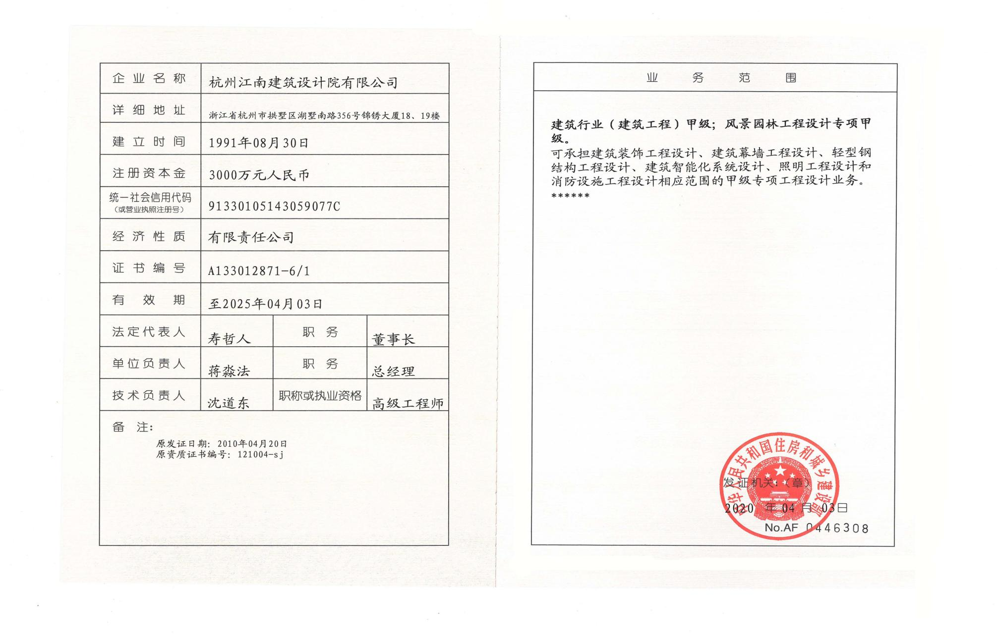 企业名称 杭州江南建筑设计院有限公司
详细地址 浙江省杭州市拱墅区湖墅南路356号锦锈大厦18、19楼
建立时间 1991年08月30日
注册资本金 3000万元人民币
统一社会信用代码
（或营业执照注册号） 91330105143059077C
经济性质 有限责任公司
证书编号 A133012871-6/1
有效期 至2025年04月03日
法定代表人 寿哲人 职务 董事长
单位负责人 蒋淼法 职务 总经理
技术负责人 沈道东 职称或执业资格 高级工程师
备注：
原发证日期：2010年04月20日
原资质证书编号：121004-sj
业务范围
建筑行业（建筑工程）甲级；风景园林工程设计专项甲
级。
可承担建筑装饰工程设计、建筑幕墙工程设计、轻型钢
结构工程设计、建筑智能化系统设计、照明工程设计和
消防设施工程设计相应范围的甲级专项工程设计业务。
******
中华人民共和国住房和城乡建设部
发证机关：（章）
2020年04月03日
No.AF 0446308